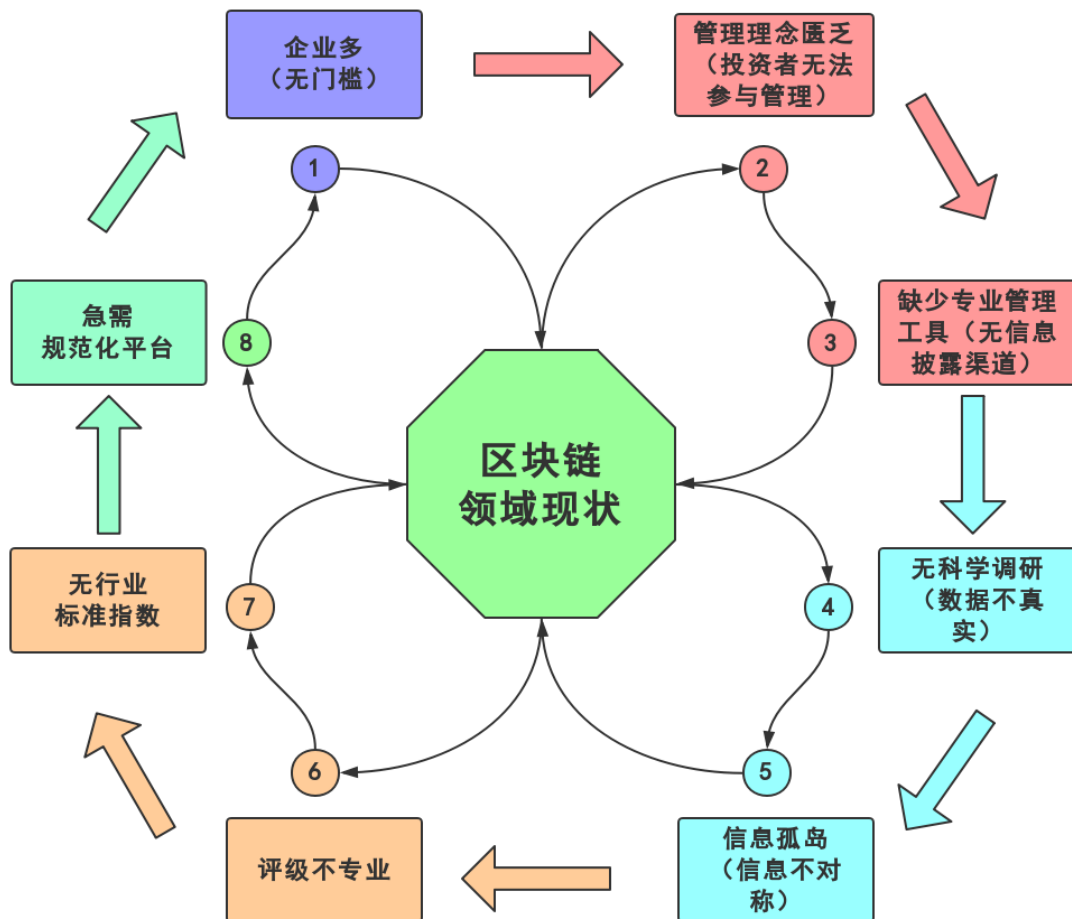 企业多
（无门槛）
管理理念匮乏
（投资者无法
参与管理）
1
2
急需
规范化平台
8
3
缺少专业管理
工具（无信息
披露渠道）
区块链
领域现状
无行业
标准指数
7
4
无科学调研
（数据不真
实）
6
5
评级不专业
信息孤岛
（信息不对
称）